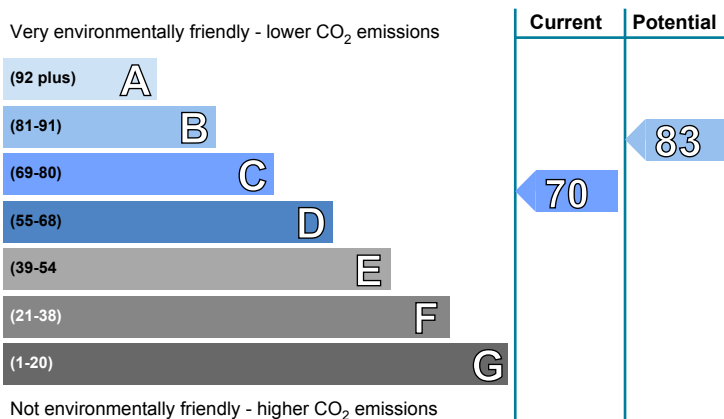 Very environmentally friendly - lower CO2 emissions
Current Potential
(92 plus) A
(81-91) B
83
(69-80) C
70
(55-68) D
(39-54 E
(21-38) F
(1-20) G
Not environmentally friendly - higher CO2 emissions